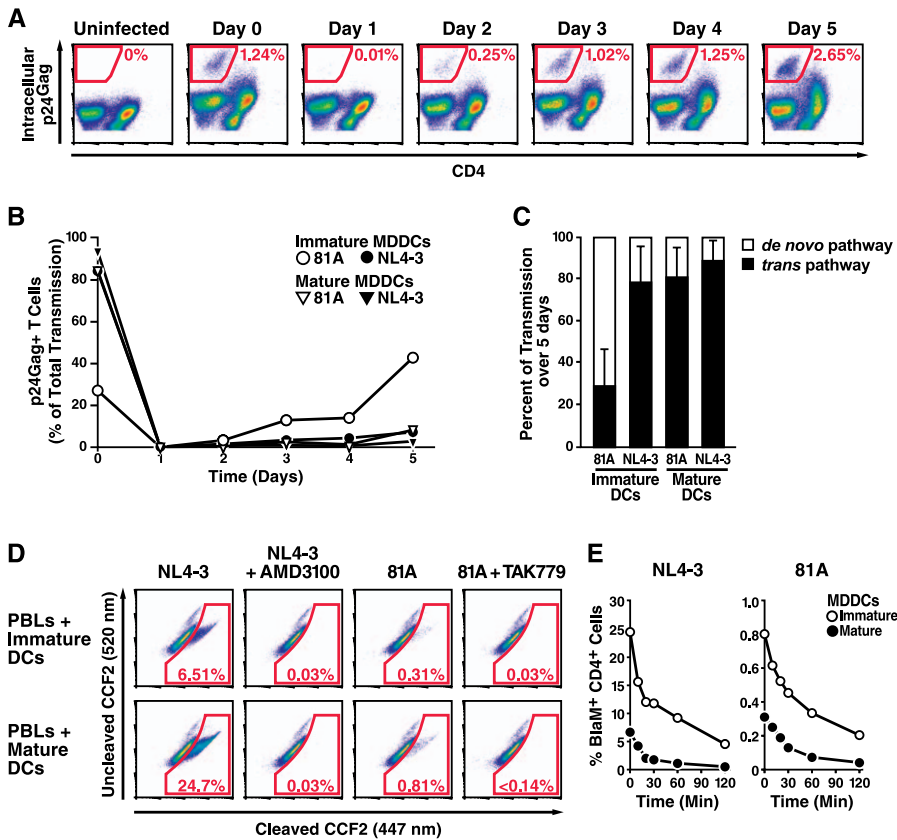 A
Uninfected Day 0 Day 1 Day 2 Day 3 Day 4 Day 5
0% 1.24% 0.01% 0.25% 1.02% 1.25% 2.65%
Intracellular
p24Gag
CD4
B
p24Gag+ T Cells
(% of Total Transmission)
100
80
60
40
20
0
0 1 2 3 4 5
Time (Days)
Immature MDDCs
81A NL4-3
Mature MDDCs
81A NL4-3
C
Percent of Transmission
over 5 days
100
80
60
40
20
0
81A NL4-3 81A NL4-3
Immature DCs
Mature DCs
de novo pathway
trans pathway
D
NL4-3
NL4-3 + AMD3100
81A
81A + TAK779
PBLs + Immature DCs
6.51% 0.03% 0.31% 0.03%
PBLs + Mature DCs
24.7% 0.03% 0.81% <0.14%
Uncleaved CCF2 (520 nm)
Cleaved CCF2 (447 nm)
E
NL4-3 81A
% BlaM+ CD4+ Cells
30
25
20
15
10
5
0
0 30 60 90 120
Time (Min)
1.0
0.8
0.6
0.4
0.2
0
0 30 60 90 120
Time (Min)
MDDCs
Immature
Mature